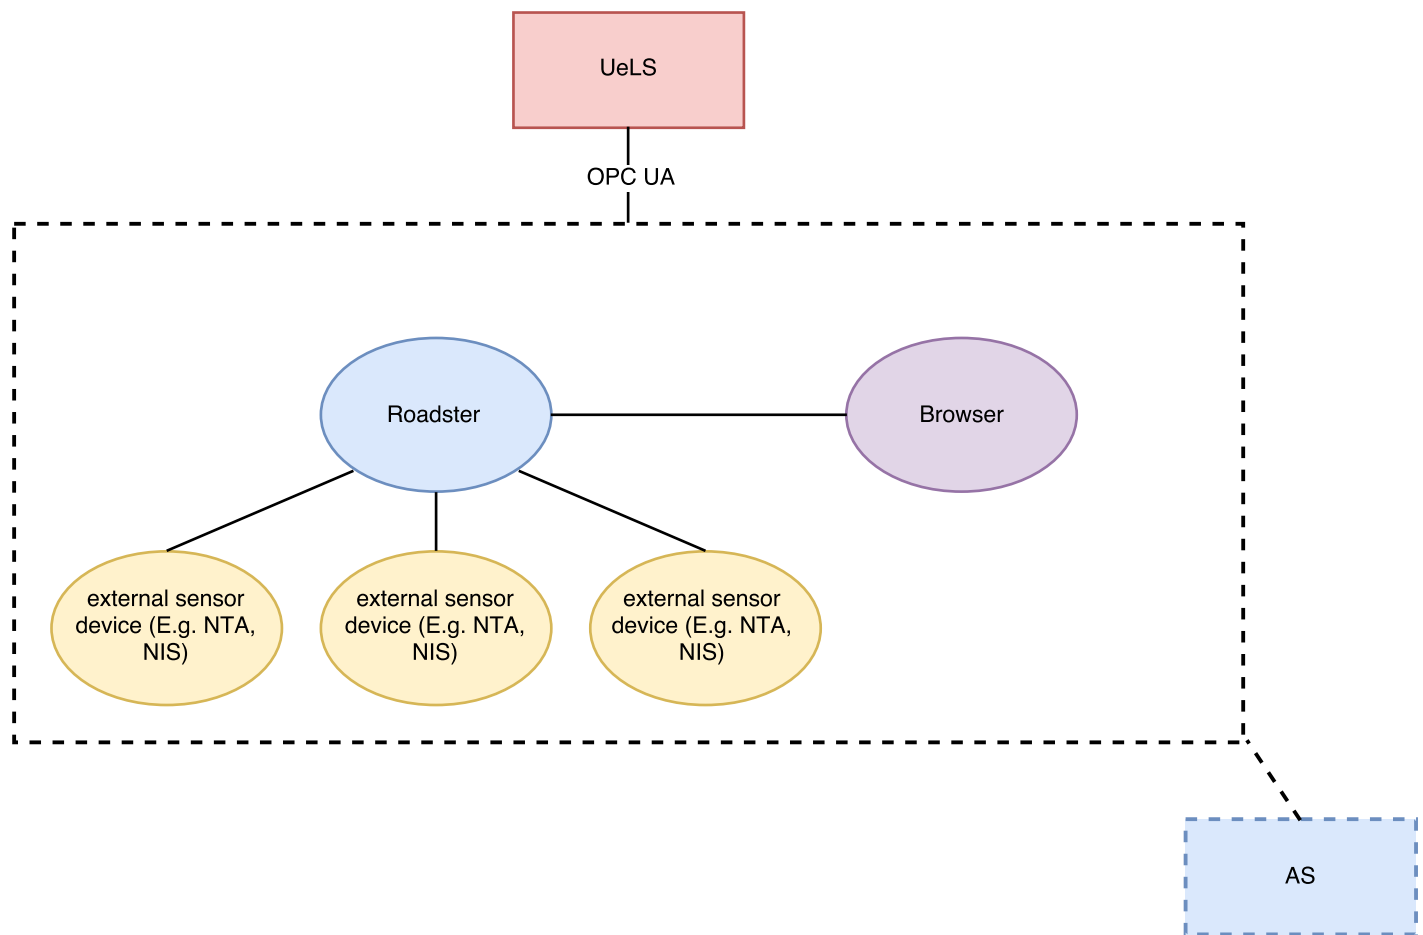 UeLS
OPC UA
Roadster
Browser
external sensor
device (E.g. NTA,
NIS)
external sensor
device (E.g. NTA,
NIS)
external sensor
device (E.g. NTA,
NIS)
AS